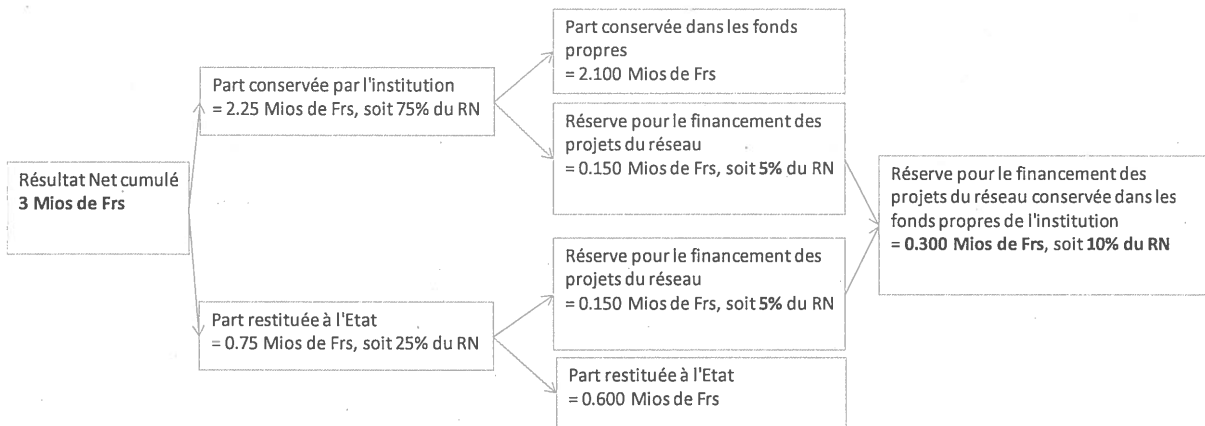 Part conservée dans les fonds
propres
= 2.100 Mios de Frs
Part conservée par l'institution
= 2.25 Mios de Frs, soit 75% du RN
Réserve pour le financement des
projets du réseau
= 0.150 Mios de Frs, soit 5% du RN
Résultat Net cumulé
3 Mios de Frs
Réserve pour le financement des
projets du réseau conservée dans les
fonds propres de l'institution
= 0.300 Mios de Frs, soit 10% du RN
Réserve pour le financement des
projets du réseau
= 0.150 Mios de Frs, soit 5% du RN
Part restituée à l'Etat
= 0.75 Mios de Frs, soit 25% du RN
Part restituée à l'Etat
= 0.600 Mios de Frs